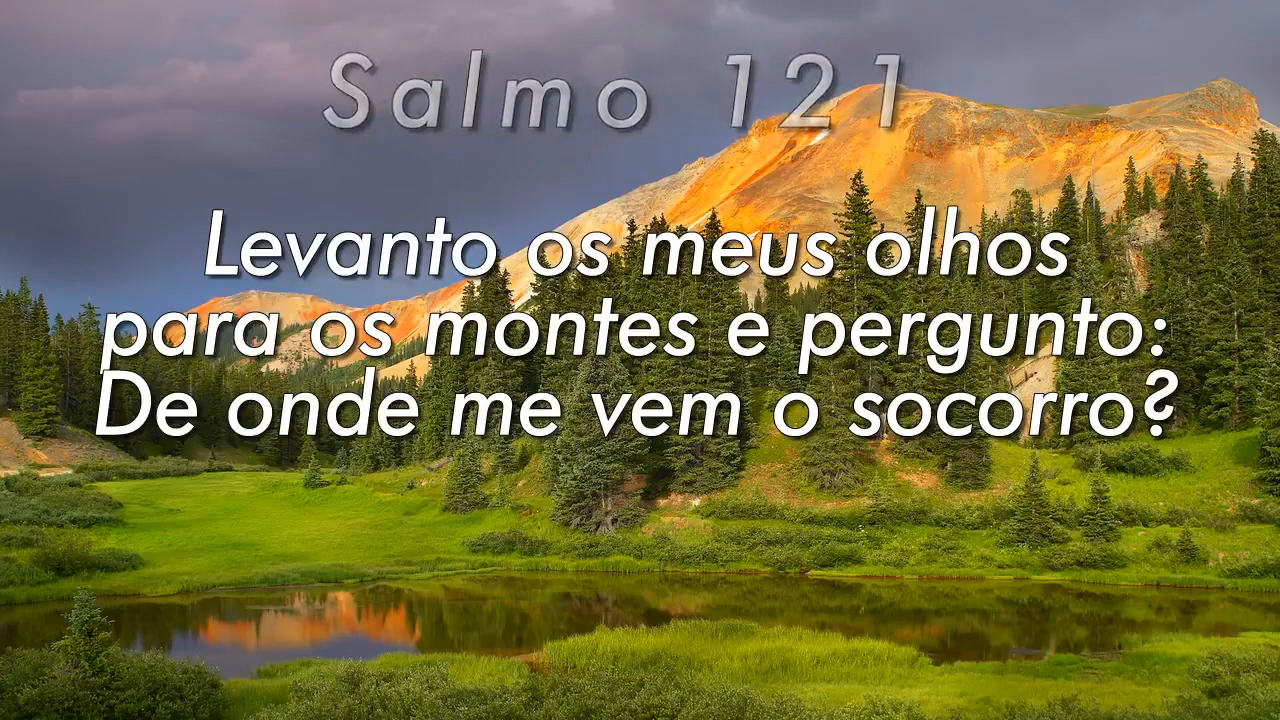 Salmo 121
Levanto os meus olhos
para os montes e pergunto:
De onde me vem o socorro?